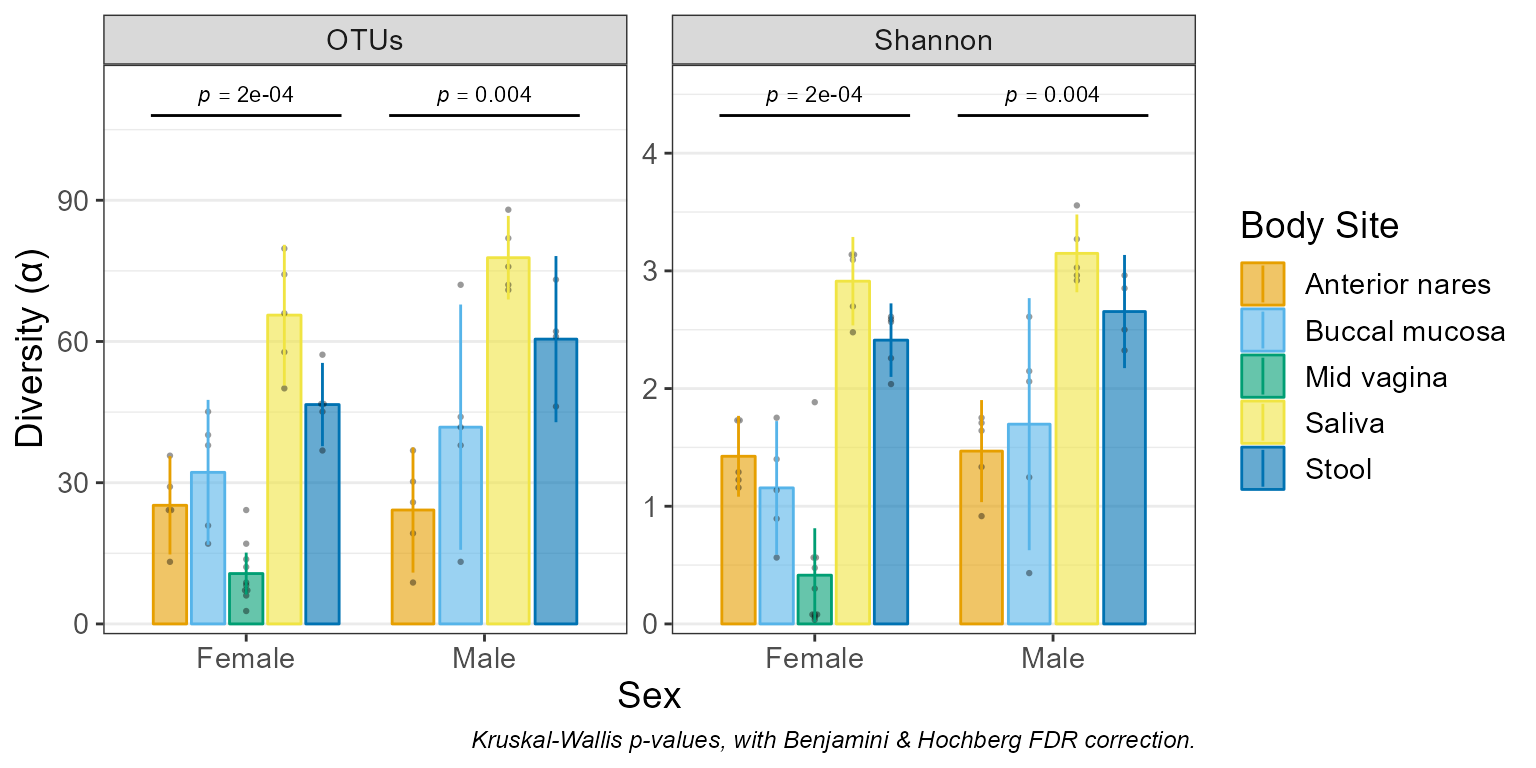 OTUs
Shannon
p = 2e-04
p = 0.004
p = 2e-04
p = 0.004
Diversity (α)
90
60
30
0
4
3
2
1
0
Female
Male
Female
Male
Sex
Body Site
Anterior nares
Buccal mucosa
Mid vagina
Saliva
Stool
Kruskal-Wallis p-values, with Benjamini & Hochberg FDR correction.